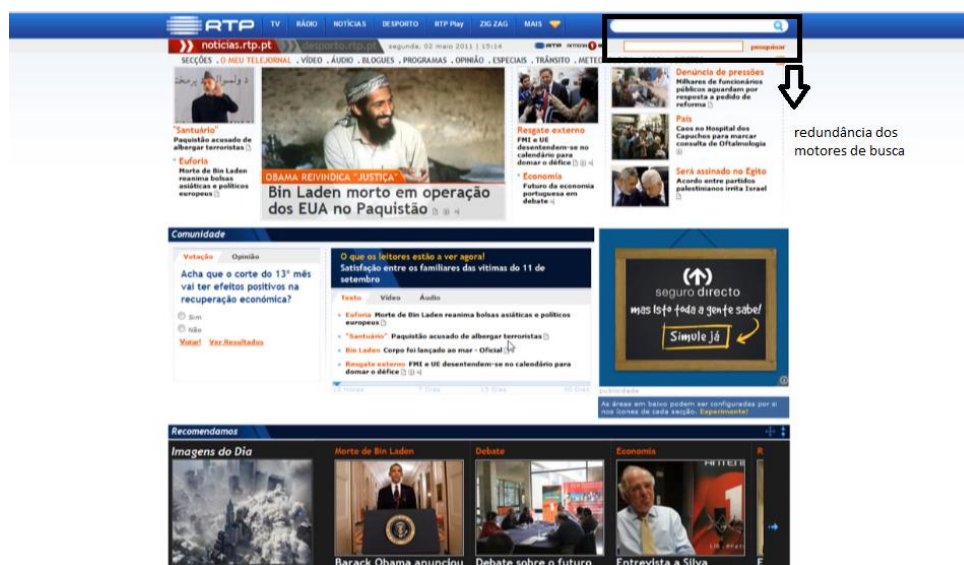 RTP TV RÁDIO NOTÍCIAS DESPORTO RTP Play ZIG ZAG MAIS
noticias.rtp.pt desporto.rtp.pt segunda, 02 maio 2011 | 15:14
pesquisar
SECÇÕES . O MEU TELEJORNAL . VÍDEO . ÁUDIO . BLOGUES . PROGRAMAS . OPINIÃO . ESPECIAIS . TRÂNSITO . METEO
"Santuário"
Paquistão acusado de
albergar terroristas
Euforia
Morte de Bin Laden
reanima bolsas
asiáticas e políticos
europeus
OBAMA REIVINDICA "JUSTIÇA"
Bin Laden morto em operação
dos EUA no Paquistão
Resgate externo
FMI e UE
desentendem-se no
calendário para
domar o défice
Economia
Futuro da economia
portuguesa em
debate
Denúncia de pressões
Milhares de funcionários
públicos aguardam por
resposta a pedido de
reforma
País
Caos no Hospital dos
Capuchos para marcar
consulta de Oftalmologia
Será assinado no Egito
Acordo entre partidos
palestinianos irrita Israel
redundância dos
motores de busca
Comunidade
Votação Opinião
Acha que o corte do 13º mês
vai ter efeitos positivos na
recuperação económica?
Sim
Não
Votar! Ver Resultados
O que os leitores estão a ver agora!
Satisfação entre os familiares das vítimas do 11 de
setembro
Texto Vídeo Áudio
Euforia Morte de Bin Laden reanima bolsas asiáticas e políticos
europeus
"Santuário" Paquistão acusado de albergar terroristas
Bin Laden Corpo foi lançado ao mar - Oficial
Resgate externo FMI e UE desentendem-se no calendário para
domar o défice
seguro directo
mas isto toda a gente sabe!
Simule já
publicidade
As áreas em baixo podem ser configuradas por si
nos ícones de cada secção. Experimente!
Recomendamos
Imagens do Dia
Morte de Bin Laden
Debate
Economia
Barack Obama anunciou
Debate sobre o futuro
Entrevista a Silva